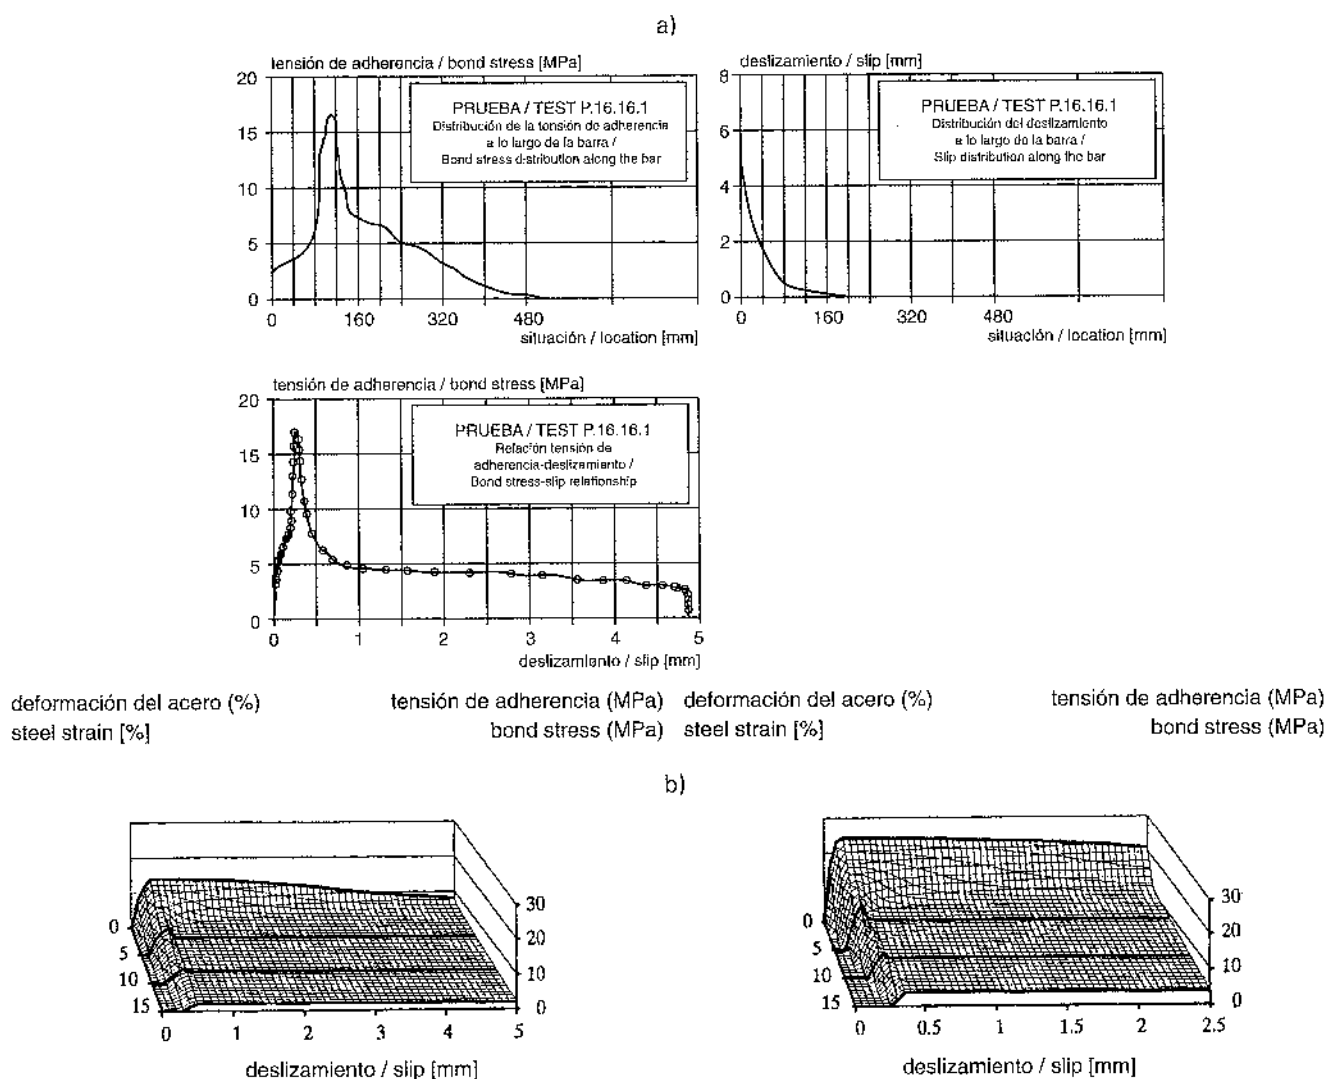 a)
tensión de adherencia / bond stress [MPa]
20
15
10
5
0
PRUEBA / TEST P.16.16.1
Distribución de la tensión de adherencia
a lo largo de la barra /
Bond stress distribution along the bar
0 160 320 480
situación / location [mm]
deslizamiento / slip [mm]
8
6
4
2
0
PRUEBA / TEST P.16.16.1
Distribución del deslizamiento
a lo largo de la barra /
Slip distribution along the bar
0 160 320 480
situación / location [mm]
tensión de adherencia / bond stress [MPa]
20
15
10
5
0
PRUEBA / TEST P.16.16.1
Relación tensión de
adherencia-deslizamiento /
Bond stress-slip relationship
0 1 2 3 4 5
deslizamiento / slip [mm]
deformación del acero (%) tensión de adherencia (MPa) deformación del acero (%) tensión de adherencia (MPa)
steel strain [%] bond stress (MPa) steel strain [%] bond stress (MPa)
b)
0
5
10
15
30
20
10
0
0 1 2 3 4 5
deslizamiento / slip [mm]
0
5
10
15
30
20
10
0
0 0.5 1 1.5 2 2.5
deslizamiento / slip [mm]